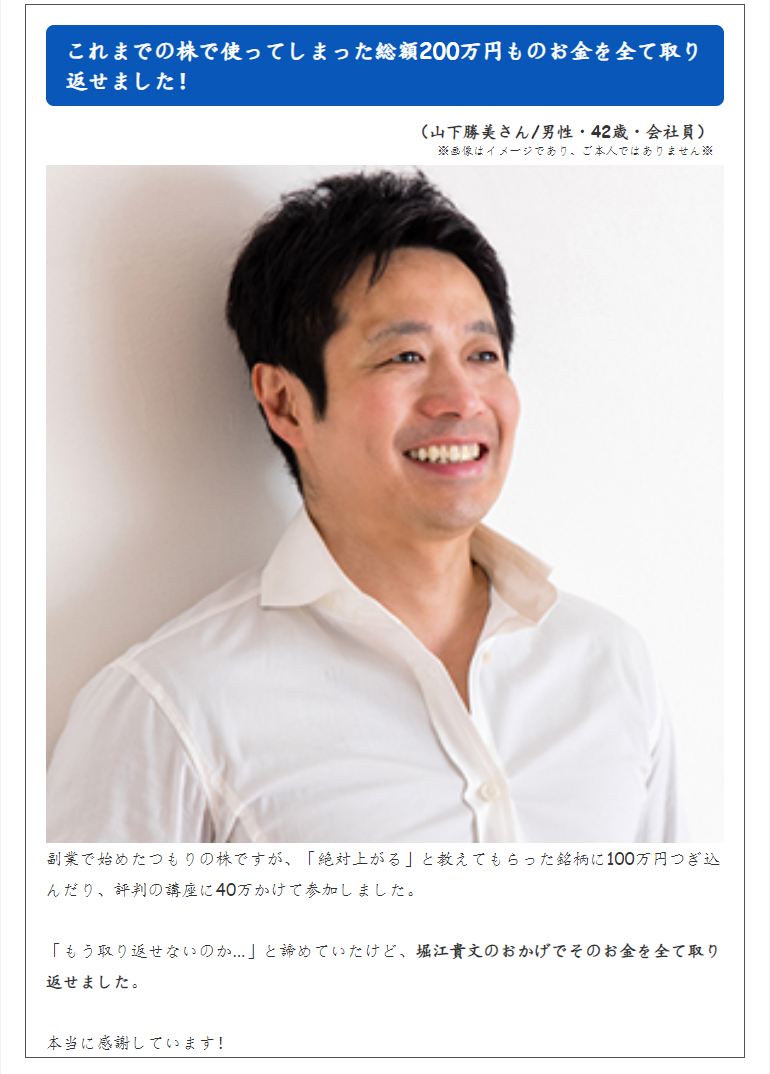 これまでの株で使ってしまった総額200万円ものお金を全て取り
返せました！
（山下勝美さん/男性・42歳・会社員）
※画像はイメージであり、ご本人ではありません※
副業で始めたつもりの株ですが、「絶対上がる」と教えてもらった銘柄に100万円つぎ込
んだり、評判の講座に40万かけて参加しました。
「もう取り返せないのか…」と諦めていたけど、堀江貴文のおかげでそのお金を全て取り
返せました。
本当に感謝しています！